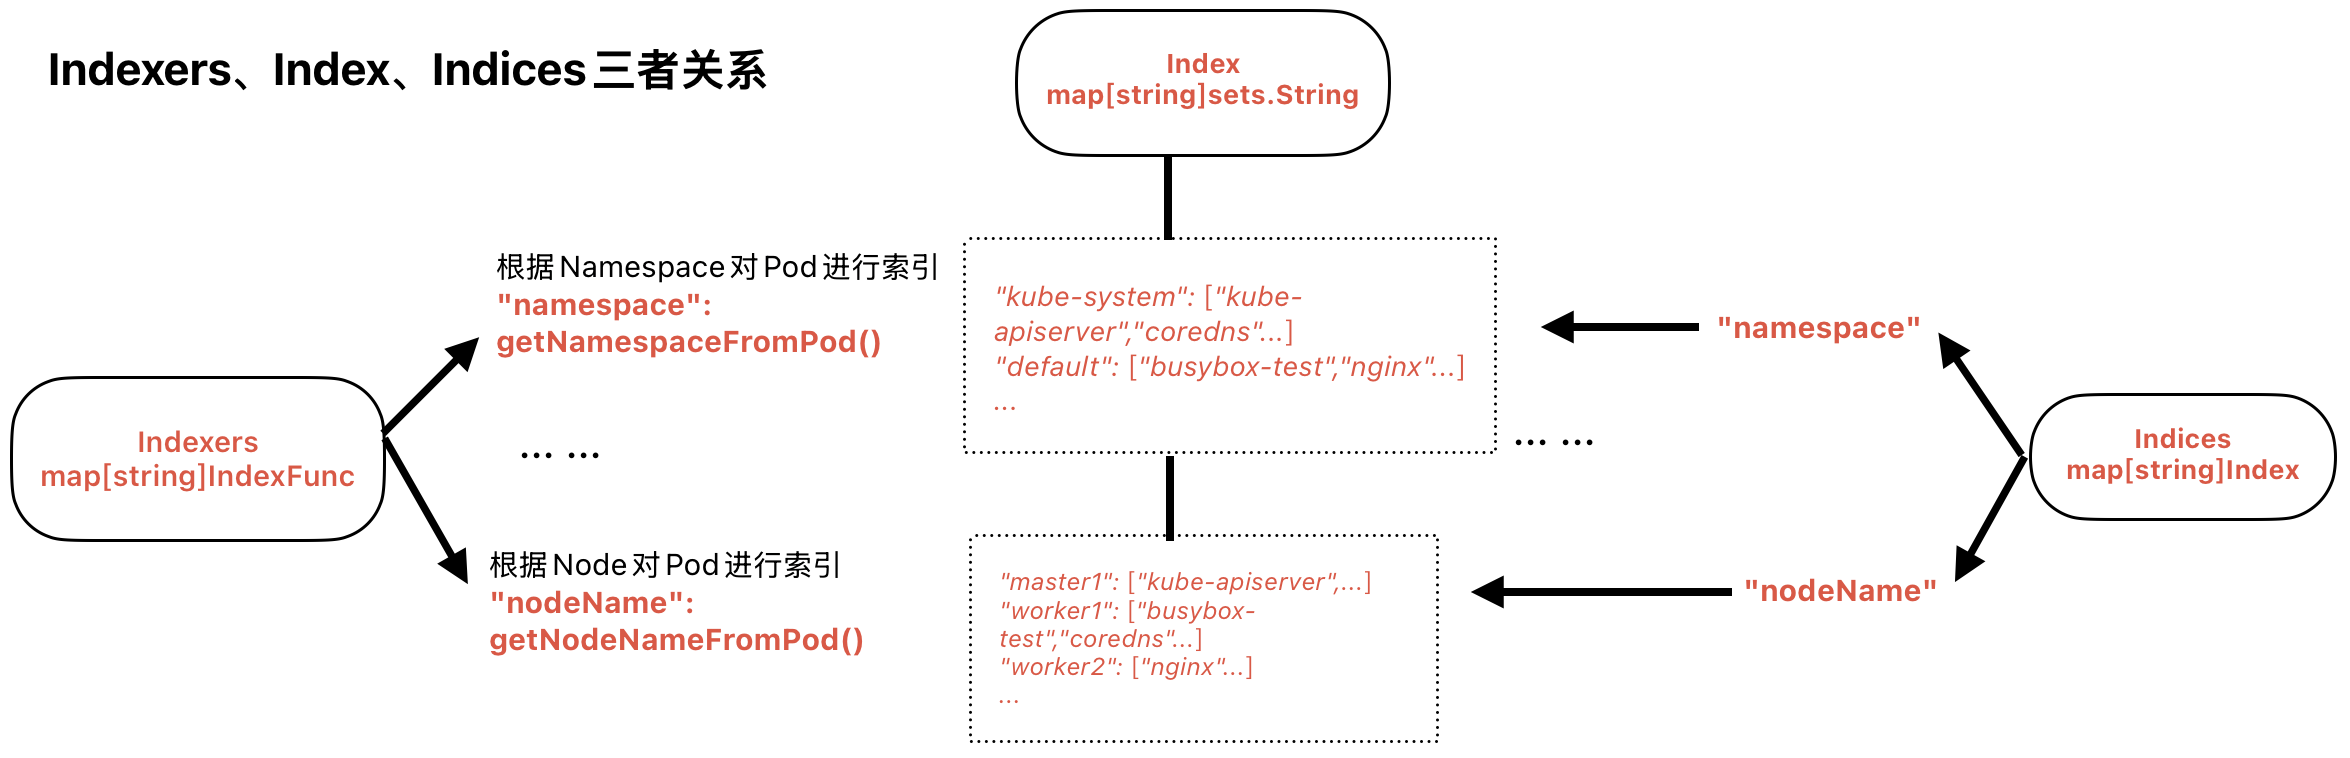 Indexers、Index、Indices三者关系
Index
map[string]sets.String
根据Namespace对Pod进行索引
"namespace":
getNamespaceFromPod()
"kube-system": ["kube-
apiserver","coredns"...]
"default": ["busybox-test","nginx"...]
...
"namespace"
Indexers
map[string]IndexFunc
... ...
... ...
Indices
map[string]Index
根据Node对Pod进行索引
"nodeName":
getNodeNameFromPod()
"master1": ["kube-apiserver",...]
"worker1": ["busybox-
test","coredns"...]
"worker2": ["nginx"...]
...
"nodeName"